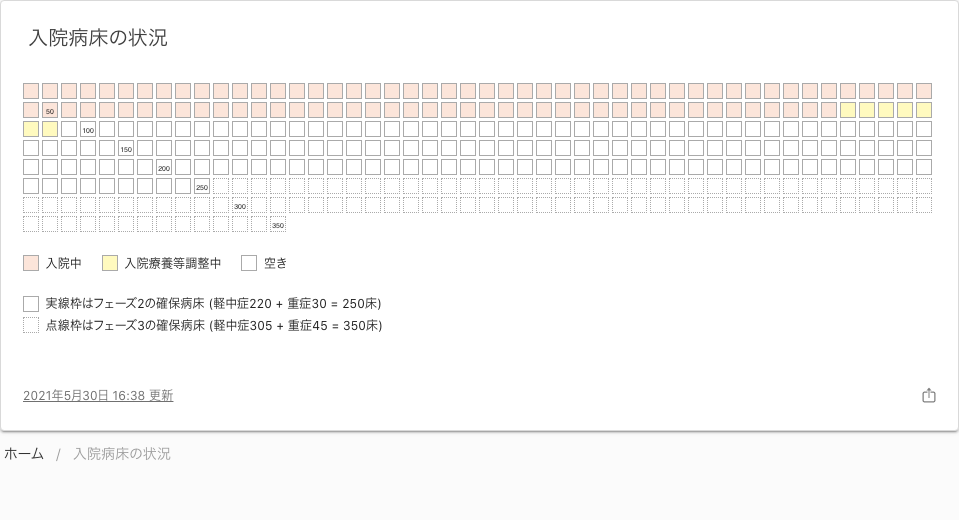 入院病床の状況
50
100
150
200
250
300
350
入院中 入院療養等調整中 空き
実線枠はフェーズ2の確保病床 (軽中症220 + 重症30 = 250床)
点線枠はフェーズ3の確保病床 (軽中症305 + 重症45 = 350床)
2021年5月30日 16:38 更新
ホーム / 入院病床の状況